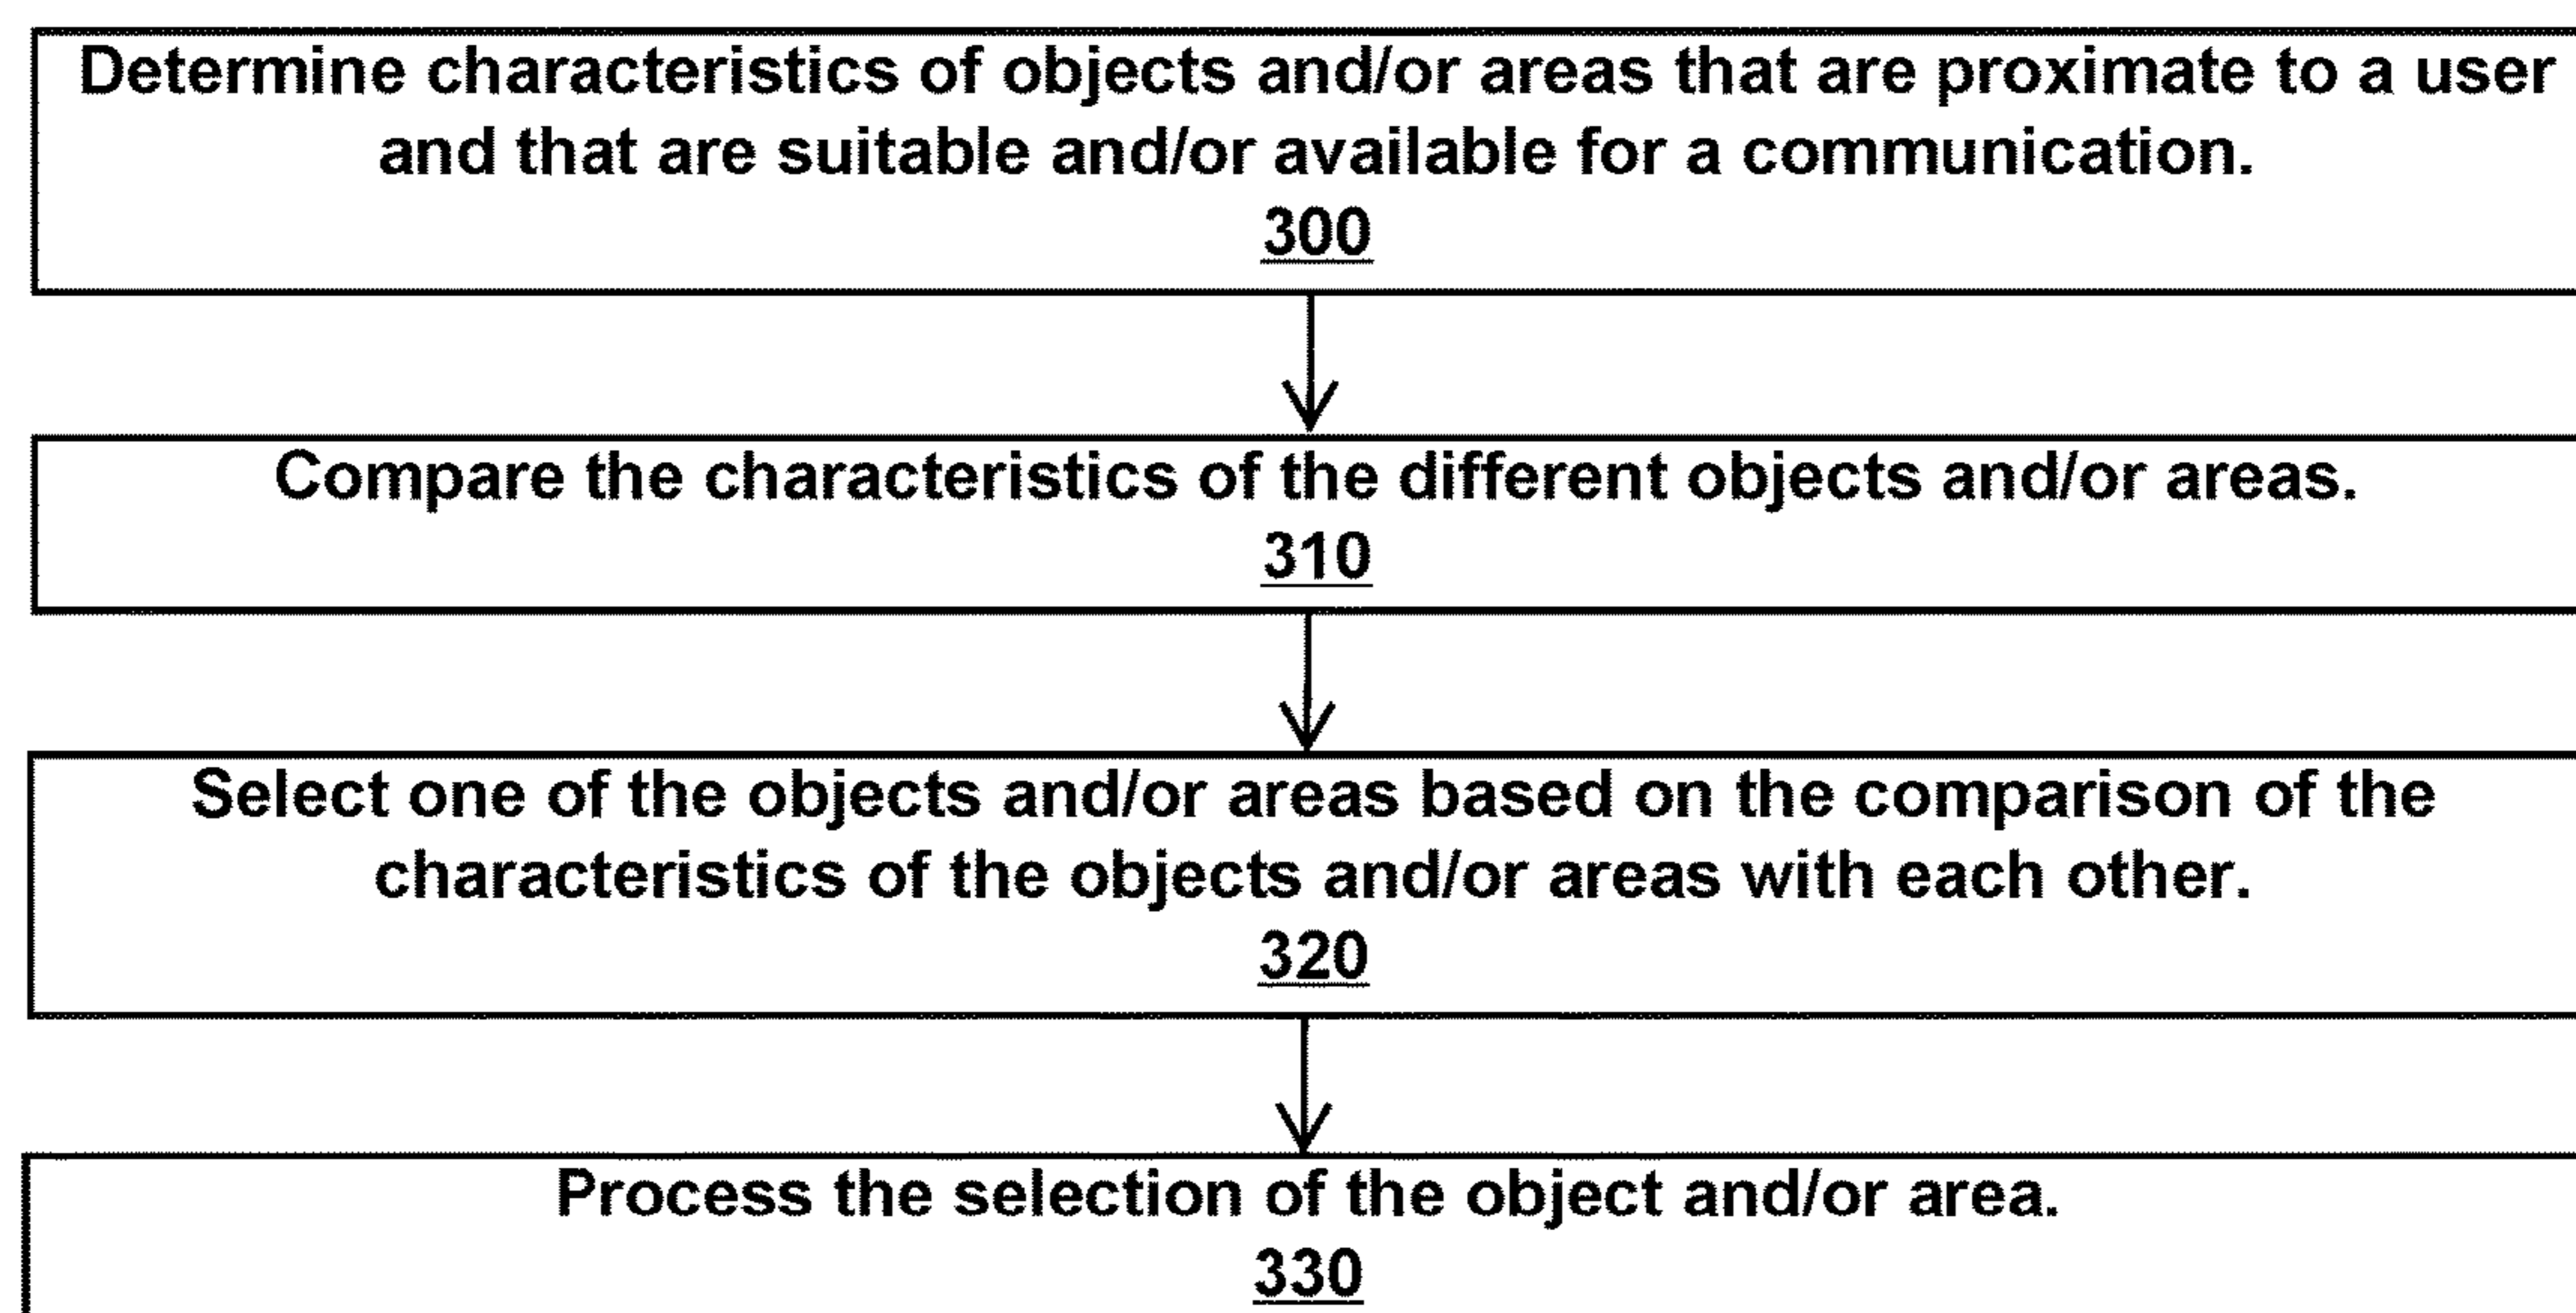 Determine characteristics of objects and/or areas that are proximate to a user
and that are suitable and/or available for a communication.
300
Compare the characteristics of the different objects and/or areas.
310
Select one of the objects and/or areas based on the comparison of the
characteristics of the objects and/or areas with each other.
320
Process the selection of the object and/or area.
330